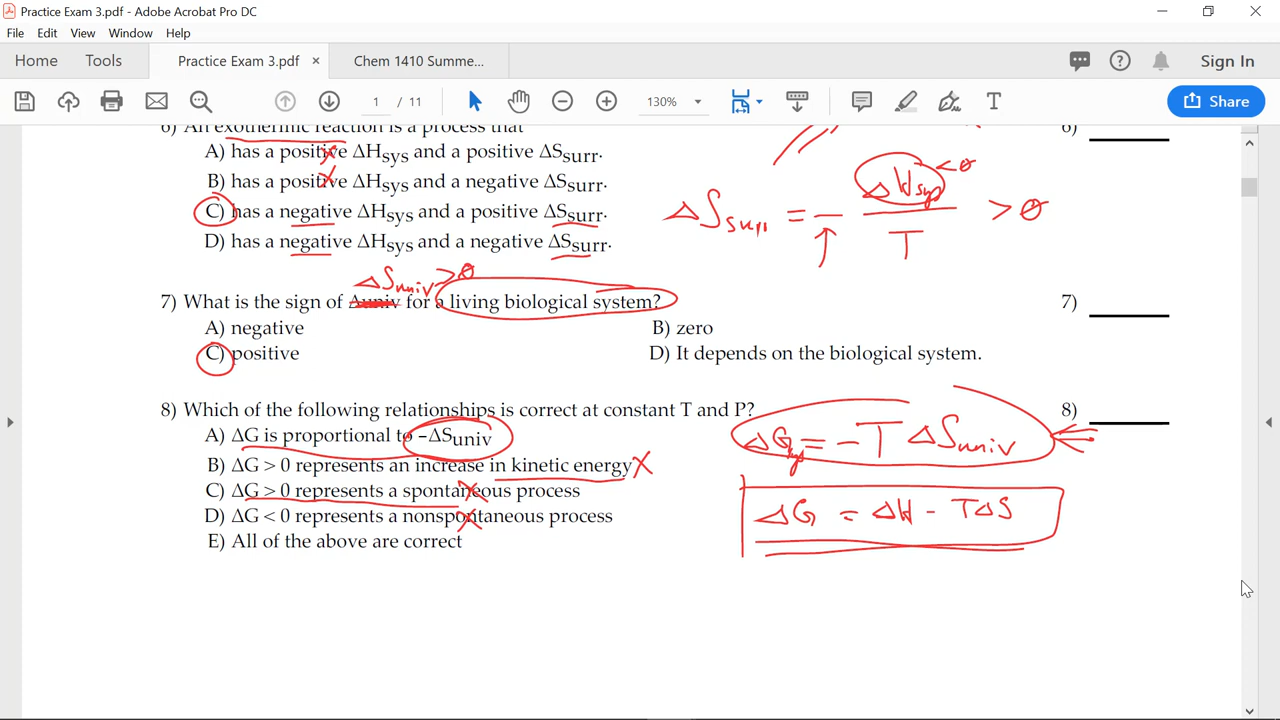 Practice Exam 3.pdf - Adobe Acrobat Pro DC
File Edit View Window Help
Home Tools Practice Exam 3.pdf × Chem 1410 Summe... Sign In
1 / 11 130% Share
6) An exothermic reaction is a process that 6)
A) has a positive ΔHsys and a positive ΔSsurr.
B) has a positive ΔHsys and a negative ΔSsurr.
C) has a negative ΔHsys and a positive ΔSsurr.
D) has a negative ΔHsys and a negative ΔSsurr.
ΔSsurr = - ΔHsys < 0 / T > 0
ΔSuniv > 0
7) What is the sign of Δuniv for a living biological system? 7)
A) negative B) zero
C) positive D) It depends on the biological system.
8) Which of the following relationships is correct at constant T and P? 8)
A) ΔG is proportional to -ΔSuniv
B) ΔG > 0 represents an increase in kinetic energy X
C) ΔG > 0 represents a spontaneous process
D) ΔG < 0 represents a nonspontaneous process
E) All of the above are correct
ΔGsys = -T ΔSuniv
ΔG = ΔH - TΔS